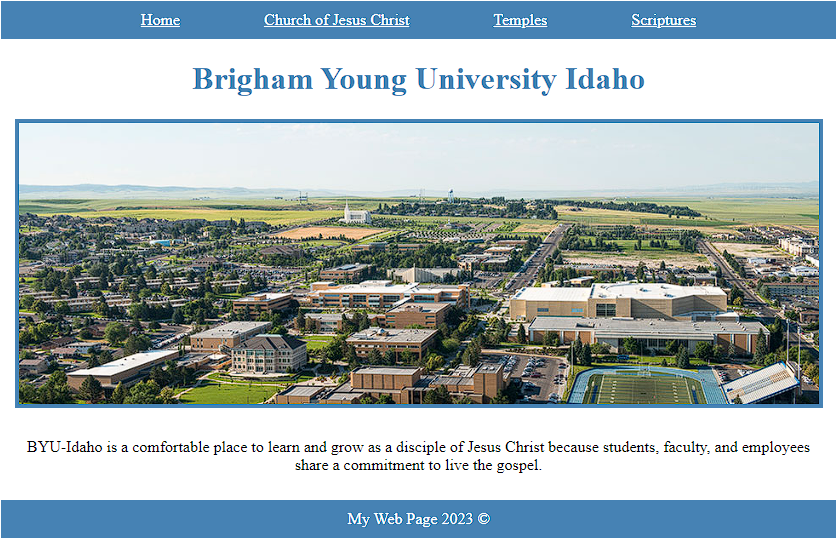 Home Church of Jesus Christ Temples Scriptures
Brigham Young University Idaho
BYU-Idaho is a comfortable place to learn and grow as a disciple of Jesus Christ because students, faculty, and employees
share a commitment to live the gospel.
My Web Page 2023 ©